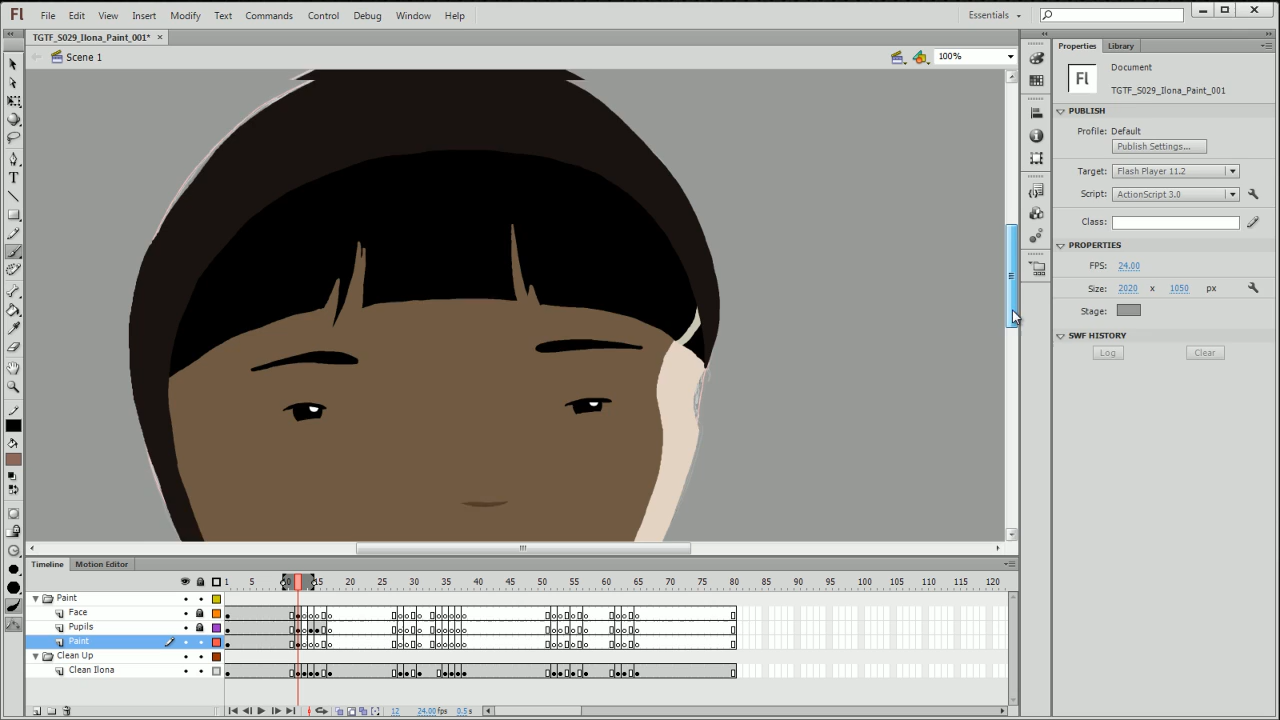 Fl File Edit View Insert Modify Text Commands Control Debug Window Help Essentials
TGTF_S029_Ilona_Paint_001* ×
Scene 1 100%
Properties Library
Fl Document
TGTF_S029_Ilona_Paint_001
PUBLISH
Profile: Default
Publish Settings...
Target: Flash Player 11.2
Script: ActionScript 3.0
Class:
PROPERTIES
FPS: 24.00
Size: 2020 x 1050 px
Stage:
SWF HISTORY
Log Clear
Timeline Motion Editor
1 5 10 15 20 25 30 35 40 45 50 55 60 65 70 75 80 85 90 95 100 105 110 115 120
Paint
Face
Pupils
Paint
Clean Up
Clean Ilona
12 24.00 fps 0.5 s